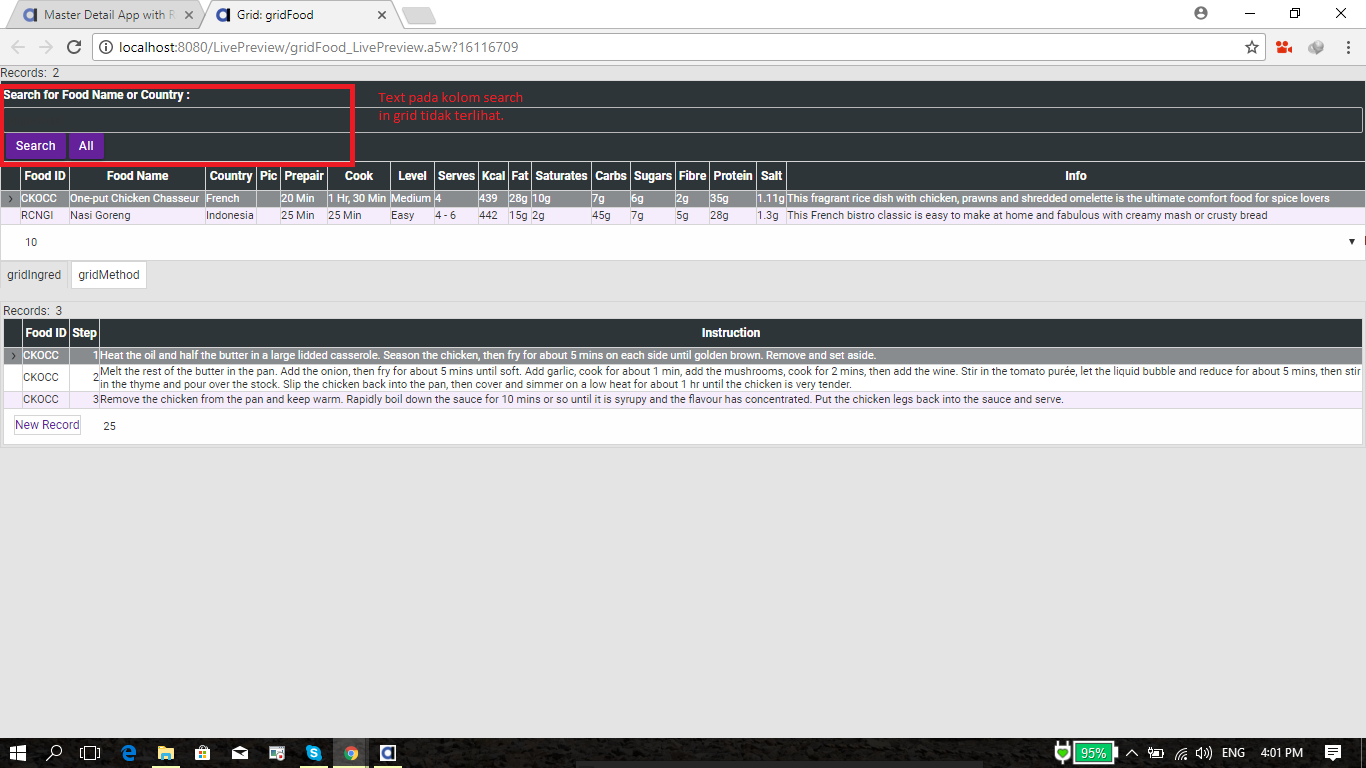 Master Detail App with R
Grid: gridFood
localhost:8080/LivePreview/gridFood_LivePreview.a5w?16116709
Records: 2
Search for Food Name or Country :
Text pada kolom search
in grid tidak terlihat.
Search All
Food ID Food Name Country Pic Prepair Cook Level Serves Kcal Fat Saturates Carbs Sugars Fibre Protein Salt Info
CKOCC One-put Chicken Chasseur French 20 Min 1 Hr, 30 Min Medium 4 439 28g 10g 7g 6g 2g 35g 1.11g This fragrant rice dish with chicken, prawns and shredded omelette is the ultimate comfort food for spice lovers
RCNGI Nasi Goreng Indonesia 25 Min 25 Min Easy 4 - 6 442 15g 2g 45g 7g 5g 28g 1.3g This French bistro classic is easy to make at home and fabulous with creamy mash or crusty bread
10
gridIngred gridMethod
Records: 3
Food ID Step Instruction
CKOCC 1 Heat the oil and half the butter in a large lidded casserole. Season the chicken, then fry for about 5 mins on each side until golden brown. Remove and set aside.
CKOCC 2 Melt the rest of the butter in the pan. Add the onion, then fry for about 5 mins until soft. Add garlic, cook for about 1 min, add the mushrooms, cook for 2 mins, then add the wine. Stir in the tomato purée, let the liquid bubble and reduce for about 5 mins, then stir
in the thyme and pour over the stock. Slip the chicken back into the pan, then cover and simmer on a low heat for about 1 hr until the chicken is very tender.
CKOCC 3 Remove the chicken from the pan and keep warm. Rapidly boil down the sauce for 10 mins or so until it is syrupy and the flavour has concentrated. Put the chicken legs back into the sauce and serve.
New Record 25
95% ENG 4:01 PM